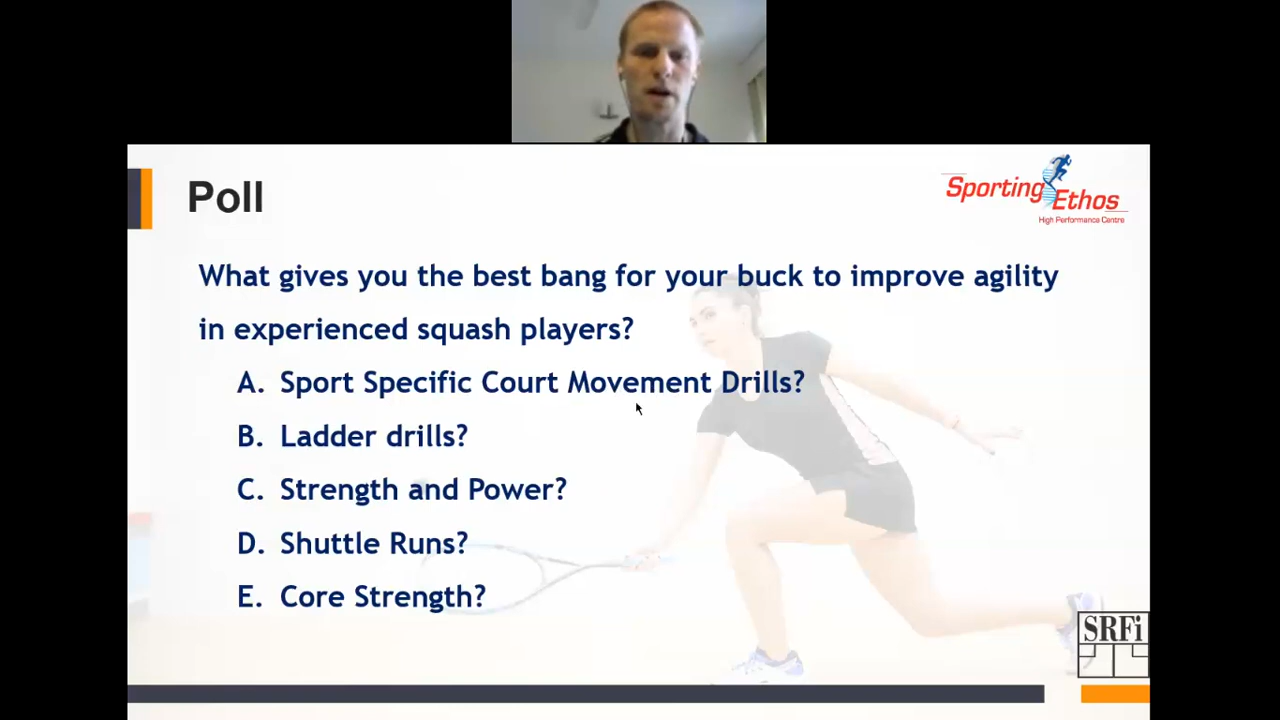 Poll
Sporting Ethos
High Performance Centre
What gives you the best bang for your buck to improve agility
in experienced squash players?
A. Sport Specific Court Movement Drills?
B. Ladder drills?
C. Strength and Power?
D. Shuttle Runs?
E. Core Strength?
SRFi